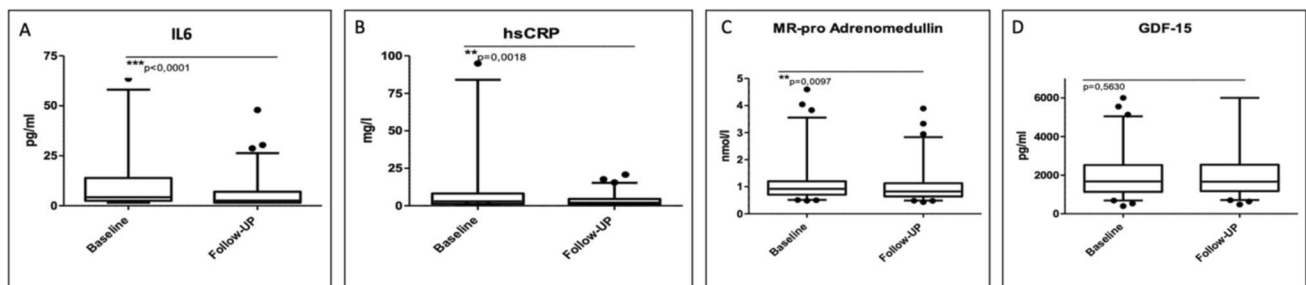 A
IL6
***p<0,0001
pg/ml
75
50
25
0
Baseline
Follow-UP
B
hsCRP
**p=0,0018
mg/l
100
75
50
25
0
Baseline
Follow-UP
C
MR-pro Adrenomedullin
**p=0,0097
nmol/l
5
4
3
2
1
0
Baseline
Follow-UP
D
GDF-15
p=0,5630
pg/ml
6000
4000
2000
0
Baseline
Follow-UP